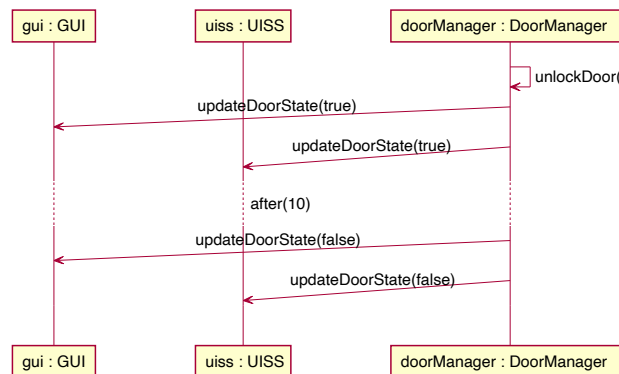 gui : GUI
uiss : UISS
doorManager : DoorManager
unlockDoor(
updateDoorState(true)
updateDoorState(true)
after(10)
updateDoorState(false)
updateDoorState(false)
gui : GUI
uiss : UISS
doorManager : DoorManager